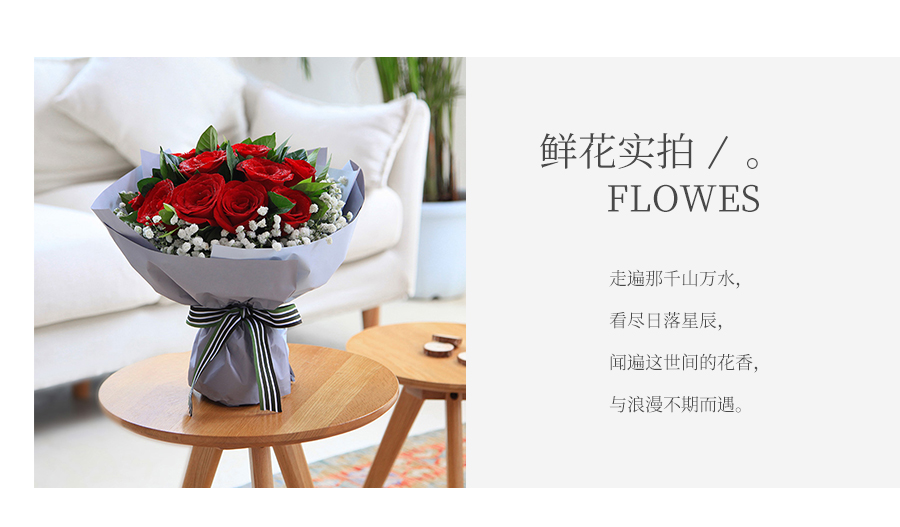 鲜花实拍 / 。
FLOWES
走遍那千山万水，
看尽日落星辰，
闻遍这世间的花香，
与浪漫不期而遇。